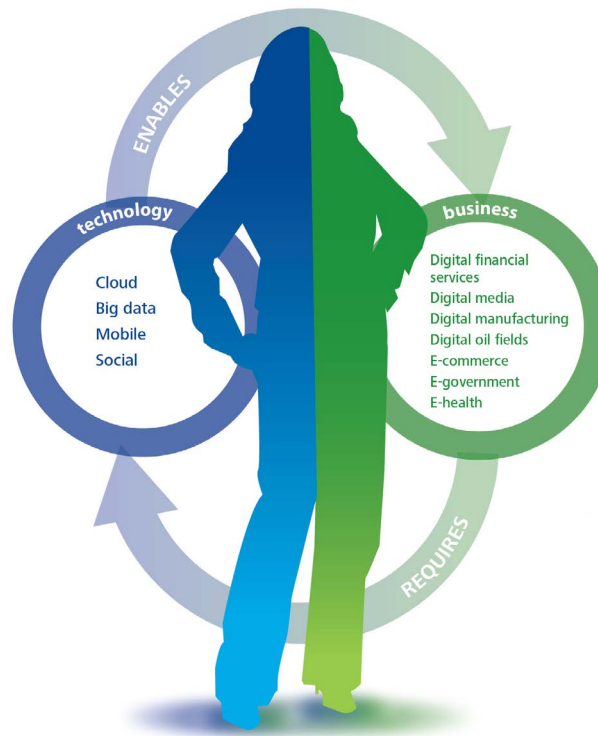 ENABLES
technology
Cloud
Big data
Mobile
Social
business
Digital financial
services
Digital media
Digital manufacturing
Digital oil fields
E-commerce
E-government
E-health
REQUIRES